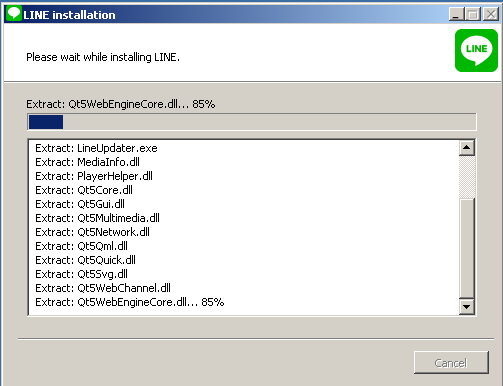 LINE installation
Please wait while installing LINE.
LINE
Extract: Qt5WebEngineCore.dll... 85%
Extract: LineUpdater.exe
Extract: MediaInfo.dll
Extract: PlayerHelper.dll
Extract: Qt5Core.dll
Extract: Qt5Gui.dll
Extract: Qt5Multimedia.dll
Extract: Qt5Network.dll
Extract: Qt5Qml.dll
Extract: Qt5Quick.dll
Extract: Qt5Svg.dll
Extract: Qt5WebChannel.dll
Extract: Qt5WebEngineCore.dll... 85%
Cancel